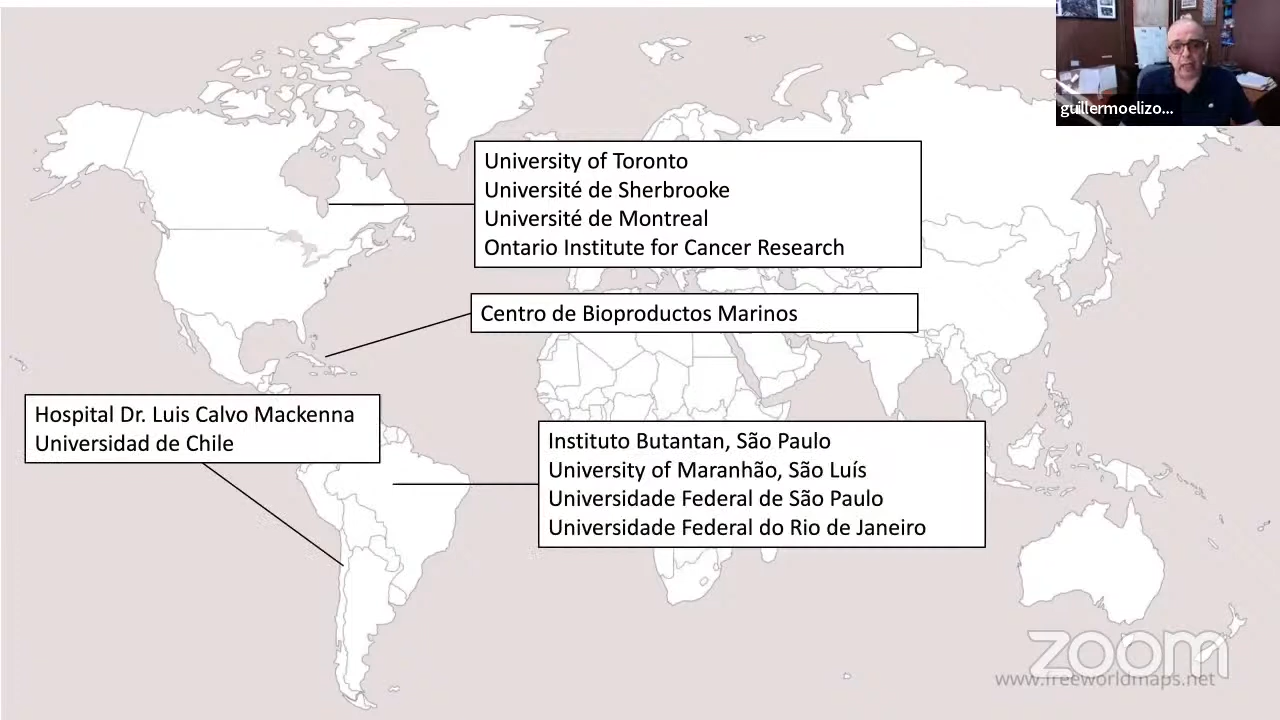 guillermoelizo...
University of Toronto
Université de Sherbrooke
Université de Montreal
Ontario Institute for Cancer Research
Centro de Bioproductos Marinos
Hospital Dr. Luis Calvo Mackenna
Universidad de Chile
Instituto Butantan, São Paulo
University of Maranhão, São Luís
Universidade Federal de São Paulo
Universidade Federal do Rio de Janeiro
zoom
www.freeworldmaps.net